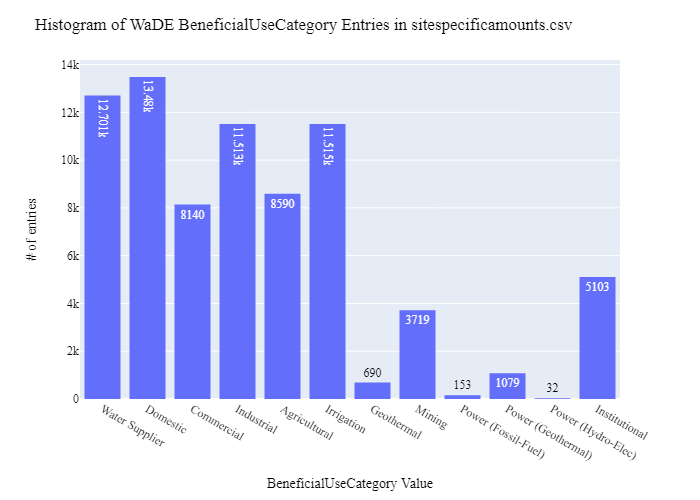 Histogram of WaDE BeneficialUseCategory Entries in sitespecificamounts.csv
14k
12k
10k
8k
6k
4k
2k
0
# of entries
12.701k
13.48k
8140
11.513k
8590
11.515k
690
3719
153
1079
32
5103
Water Supplier
Domestic
Commercial
Industrial
Agricultural
Irrigation
Geothermal
Mining
Power (Fossil-Fuel)
Power (Geothermal)
Power (Hydro-Elec)
Institutional
BeneficialUseCategory Value